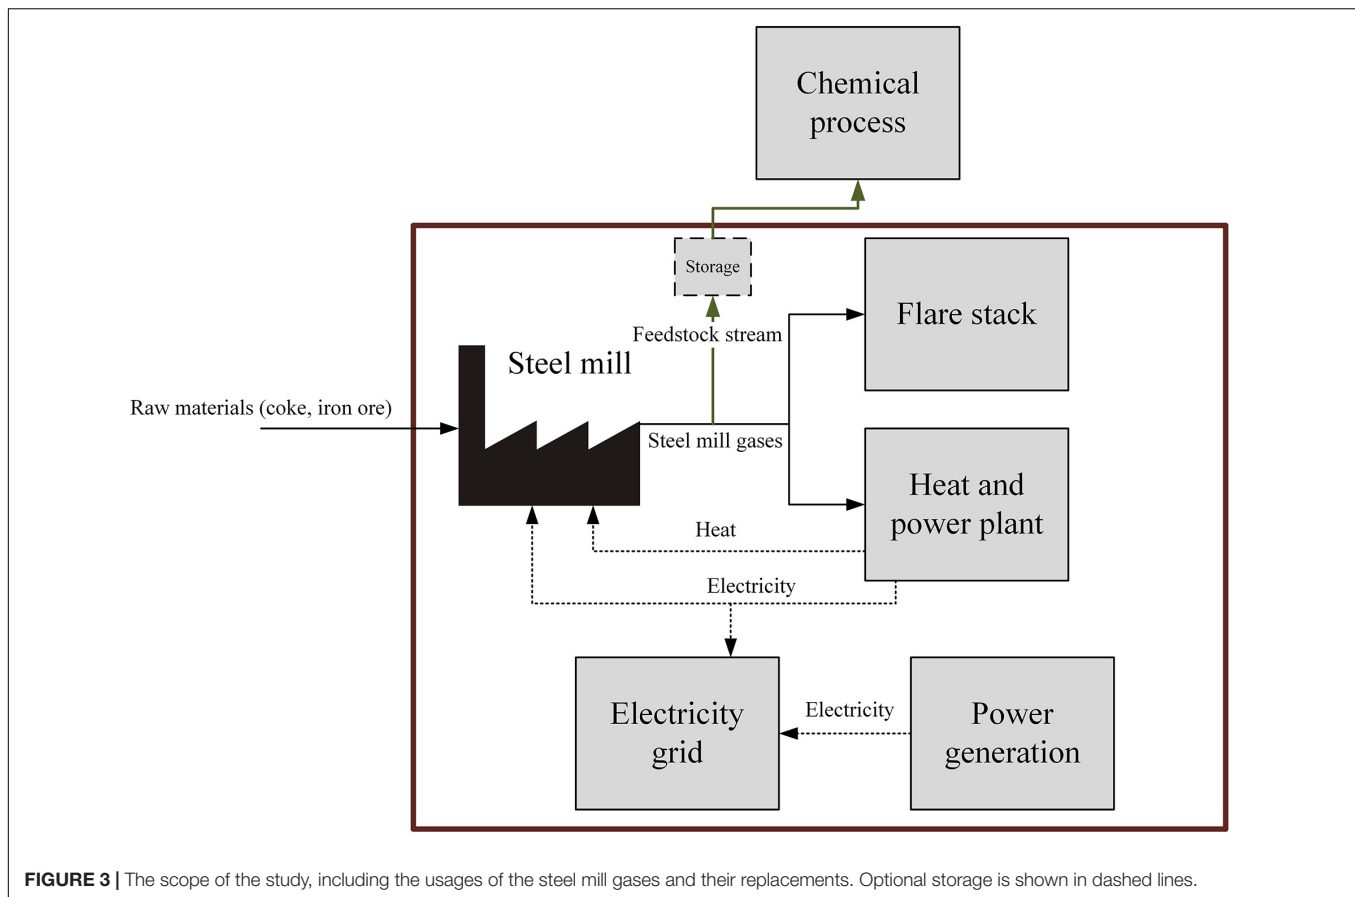 Chemical
process
Storage
Feedstock stream
Flare stack
Steel mill
Raw materials (coke, iron ore)
Steel mill gases
Heat and
power plant
Heat
Electricity
Electricity
grid
Electricity
Power
generation
FIGURE 3 | The scope of the study, including the usages of the steel mill gases and their replacements. Optional storage is shown in dashed lines.